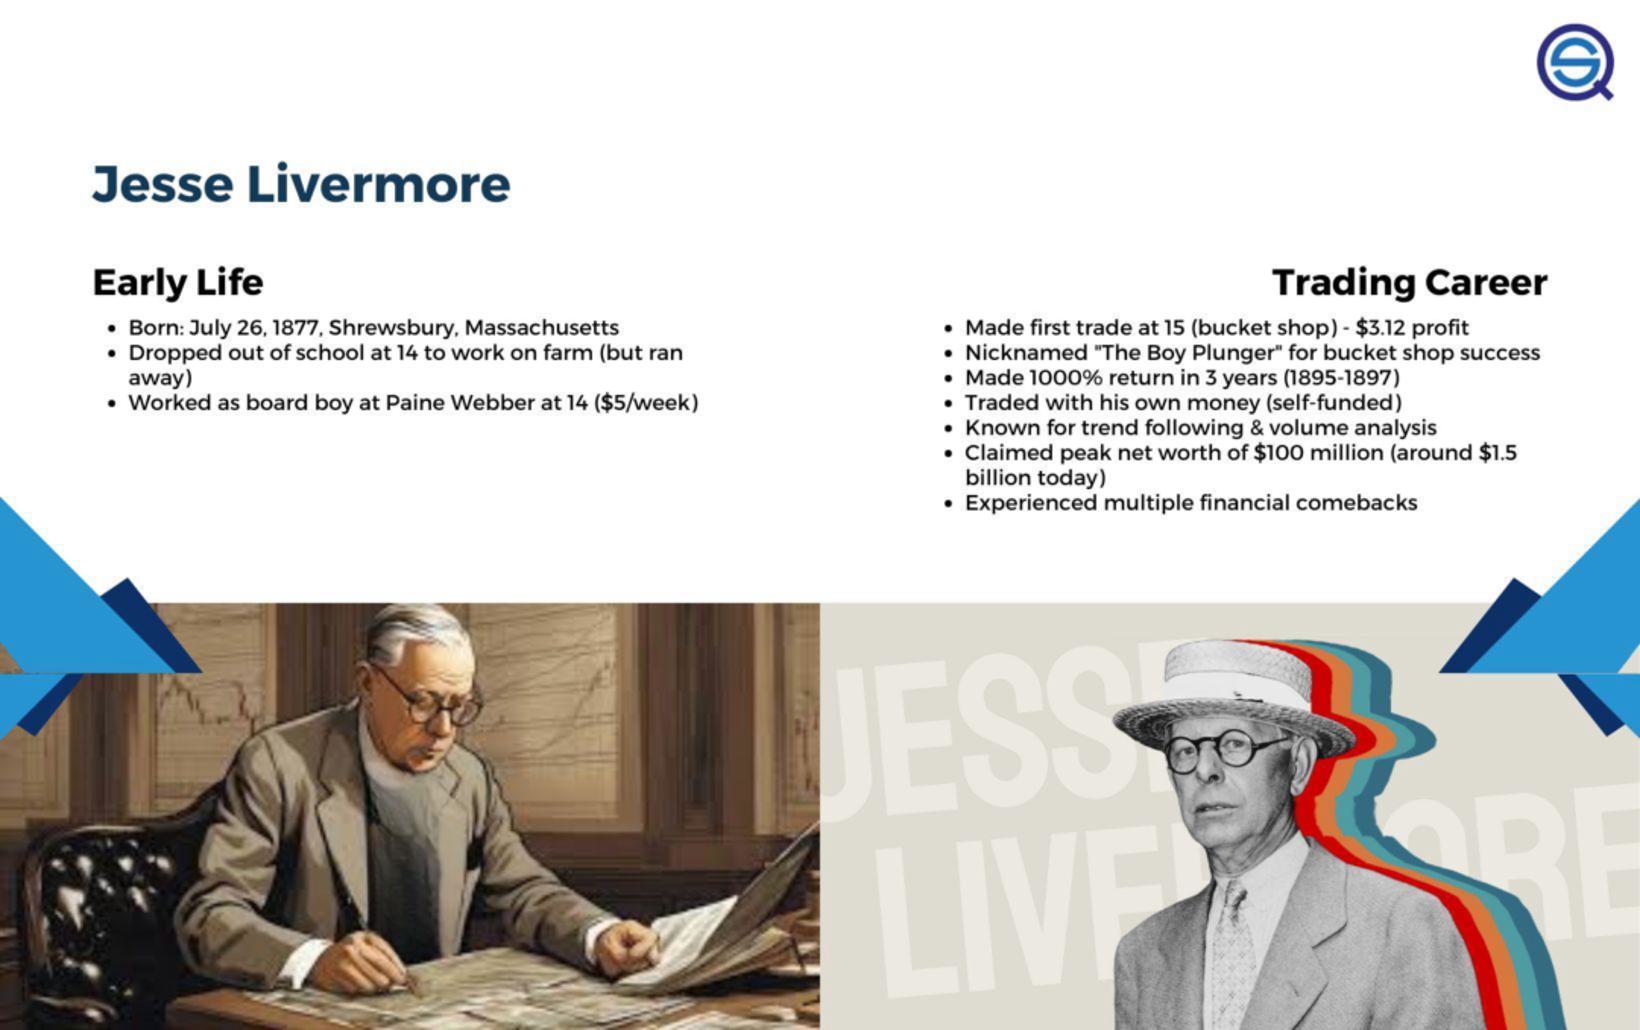 Jesse Livermore
Early Life
• Born: July 26, 1877, Shrewsbury, Massachusetts
• Dropped out of school at 14 to work on farm (but ran
away)
• Worked as board boy at Paine Webber at 14 ($5/week)
Trading Career
• Made first trade at 15 (bucket shop) - $3.12 profit
• Nicknamed "The Boy Plunger" for bucket shop success
• Made 1000% return in 3 years (1895-1897)
• Traded with his own money (self-funded)
• Known for trend following & volume analysis
• Claimed peak net worth of $100 million (around $1.5
billion today)
• Experienced multiple financial comebacks
JESS
LIVE ORE